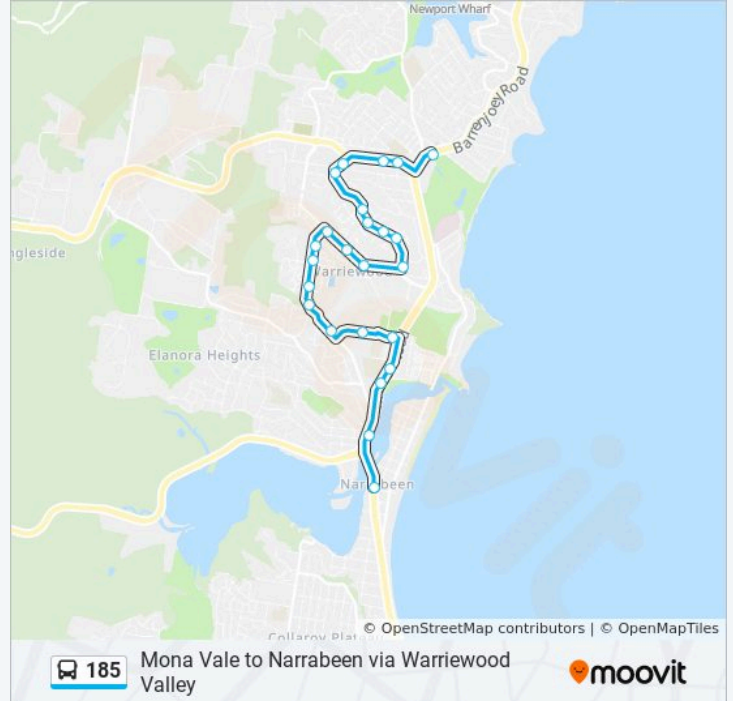 Newport Wharf
Barrenjoey Road
ngleside
Warriewood
Elanora Heights
Narrabeen
Collaroy Plat
© OpenStreetMap contributors | © OpenMapTiles
185
Mona Vale to Narrabeen via Warriewood
Valley
moovit